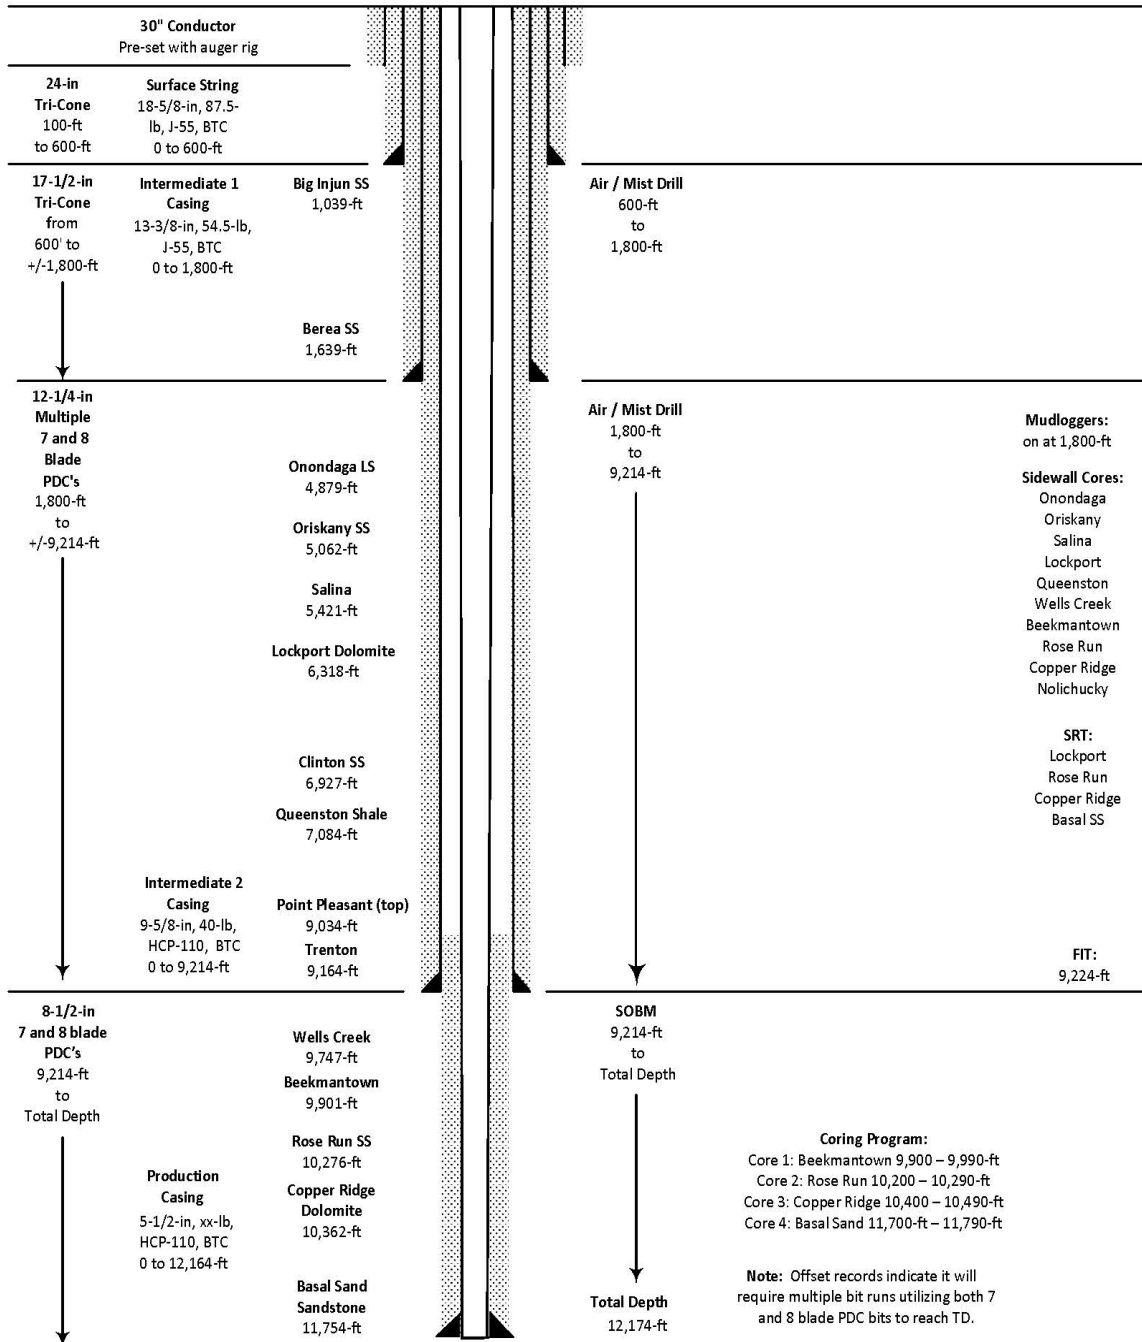 30" Conductor
Pre-set with auger rig
24-in
Tri-Cone
100-ft
to 600-ft
Surface String
18-5/8-in, 87.5-
lb, J-55, BTC
0 to 600-ft
17-1/2-in
Tri-Cone
from
600' to
+/-1,800-ft
Intermediate 1
Casing
13-3/8-in, 54.5-lb,
J-55, BTC
0 to 1,800-ft
Big Injun SS
1,039-ft
Berea SS
1,639-ft
Air / Mist Drill
600-ft
to
1,800-ft
12-1/4-in
Multiple
7 and 8
Blade
PDC's
1,800-ft
to
+/-9,214-ft
Onondaga LS
4,879-ft
Oriskany SS
5,062-ft
Salina
5,421-ft
Lockport Dolomite
6,318-ft
Clinton SS
6,927-ft
Queenston Shale
7,084-ft
Intermediate 2
Casing
9-5/8-in, 40-lb,
HCP-110, BTC
0 to 9,214-ft
Point Pleasant (top)
9,034-ft
Trenton
9,164-ft
Air / Mist Drill
1,800-ft
to
9,214-ft
Mudloggers:
on at 1,800-ft
Sidewall Cores:
Onondaga
Oriskany
Salina
Lockport
Queenston
Wells Creek
Beekmantown
Rose Run
Copper Ridge
Nolichucky
SRT:
Lockport
Rose Run
Copper Ridge
Basal SS
FIT:
9,224-ft
8-1/2-in
7 and 8 blade
PDC's
9,214-ft
to
Total Depth
Production
Casing
5-1/2-in, xx-lb,
HCP-110, BTC
0 to 12,164-ft
Wells Creek
9,747-ft
Beekmantown
9,901-ft
Rose Run SS
10,276-ft
Copper Ridge
Dolomite
10,362-ft
Basal Sand
Sandstone
11,754-ft
SOBM
9,214-ft
to
Total Depth
Total Depth
12,174-ft
Coring Program:
Core 1: Beekmantown 9,900 – 9,990-ft
Core 2: Rose Run 10,200 – 10,290-ft
Core 3: Copper Ridge 10,400 – 10,490-ft
Core 4: Basal Sand 11,700-ft – 11,790-ft
Note: Offset records indicate it will
require multiple bit runs utilizing both 7
and 8 blade PDC bits to reach TD.